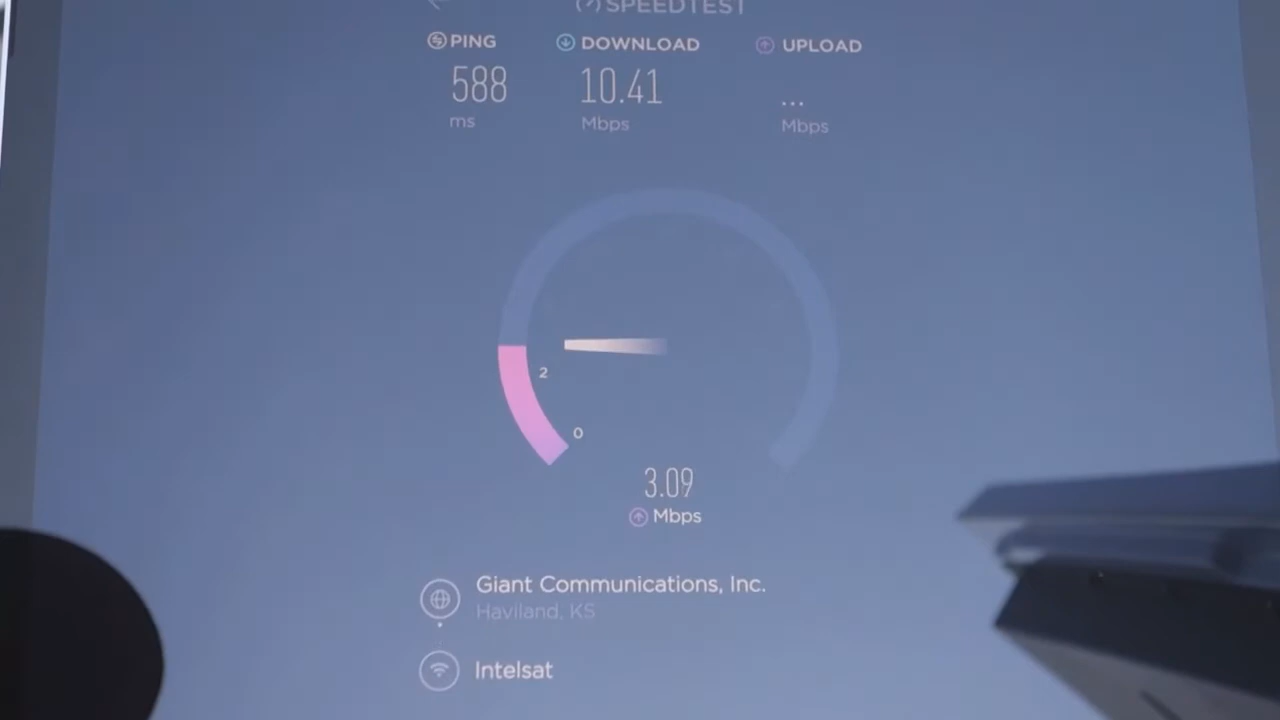 SPEEDTEST
PING DOWNLOAD UPLOAD
588 10.41 ...
ms Mbps Mbps
2
0
3.09
Mbps
Giant Communications, Inc.
Haviland, KS
Intelsat